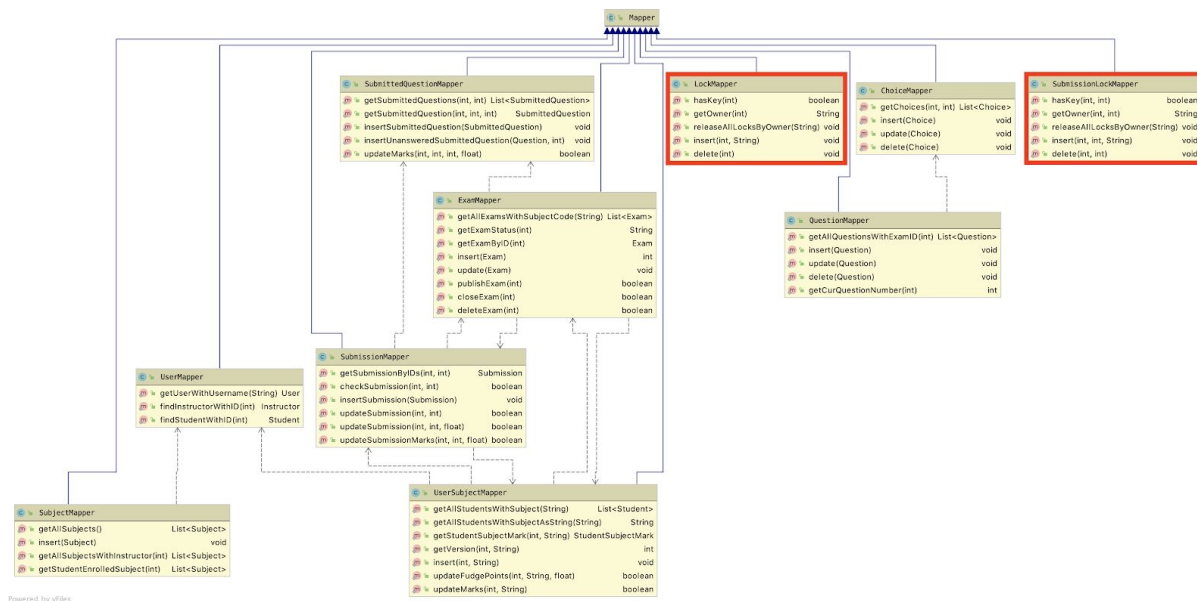 Mapper
SubmittedQuestionMapper
getSubmittedQuestions(int, int) List<SubmittedQuestion>
getSubmittedQuestion(int, int, int) SubmittedQuestion
insertSubmittedQuestion(SubmittedQuestion) void
insertUnansweredSubmittedQuestion(Question, int) void
updateMarks(int, int, int, float) boolean
LockMapper
hasKey(int) boolean
getOwner(int) String
releaseAllLocksByOwner(String) void
insert(int, String) void
delete(int) void
ChoiceMapper
getChoices(int, int) List<Choice>
insert(Choice) void
update(Choice) void
delete(Choice) void
SubmissionLockMapper
hasKey(int, int) boolean
getOwner(int, int) String
releaseAllLocksByOwner(String) void
insert(int, int, String) void
delete(int, int) void
ExamMapper
getAllExamsWithSubjectCode(String) List<Exam>
getExamStatus(int) String
getExamByID(int) Exam
insert(Exam) int
update(Exam) void
publishExam(int) boolean
closeExam(int) boolean
deleteExam(int) boolean
QuestionMapper
getAllQuestionsWithExamID(int) List<Question>
insert(Question) void
update(Question) void
delete(Question) void
getCurQuestionNumber(int) int
SubmissionMapper
getSubmissionByIDs(int, int) Submission
checkSubmission(int, int) boolean
insertSubmission(Submission) void
updateSubmission(int, int) boolean
updateSubmission(int, int, float) boolean
updateSubmissionMarks(int, int, float) boolean
UserMapper
getUserWithUsername(String) User
findInstructorWithID(int) Instructor
findStudentWithID(int) Student
UserSubjectMapper
getAllStudentsWithSubject(String) List<Student>
getAllStudentsWithSubjectAsString(String) String
getStudentSubjectMark(int, String) StudentSubjectMark
getVersion(int, String) int
insert(int, String) void
updateFudgePoints(int, String, float) boolean
updateMarks(int, String) boolean
SubjectMapper
getAllSubjects() List<Subject>
insert(Subject) void
getAllSubjectsWithInstructor(int) List<Subject>
getStudentEnrolledSubject(int) List<Subject>
Powered by yFiles